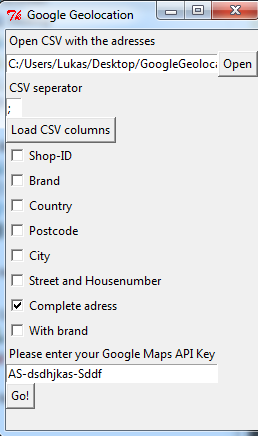 Google Geolocation
Open CSV with the adresses
C:/Users/Lukas/Desktop/GoogleGeoloca Open
CSV seperator
;
Load CSV columns
Shop-ID
Brand
Country
Postcode
City
Street and Housenumber
Complete adress
With brand
Please enter your Google Maps API Key
AS-dsdhjkas-Sddf
Go!